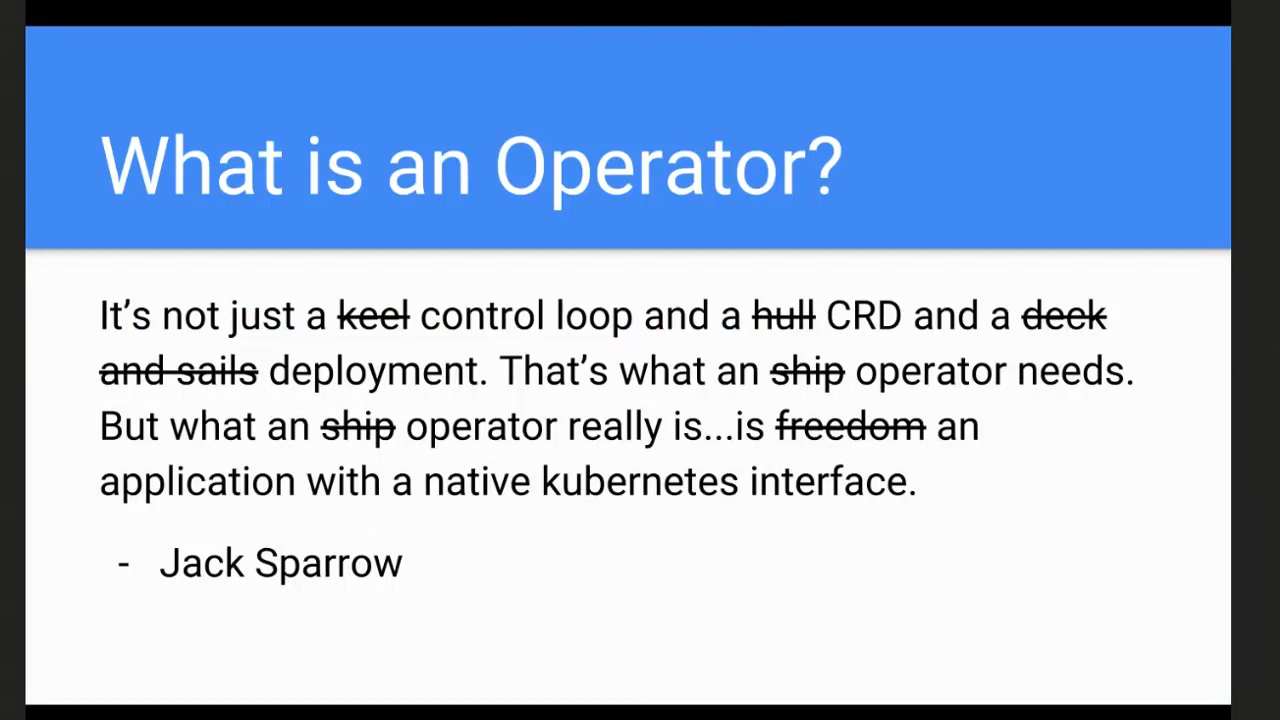 What is an Operator?
It’s not just a keel control loop and a hull CRD and a deck
and sails deployment. That’s what an ship operator needs.
But what an ship operator really is...is freedom an
application with a native kubernetes interface.
- Jack Sparrow